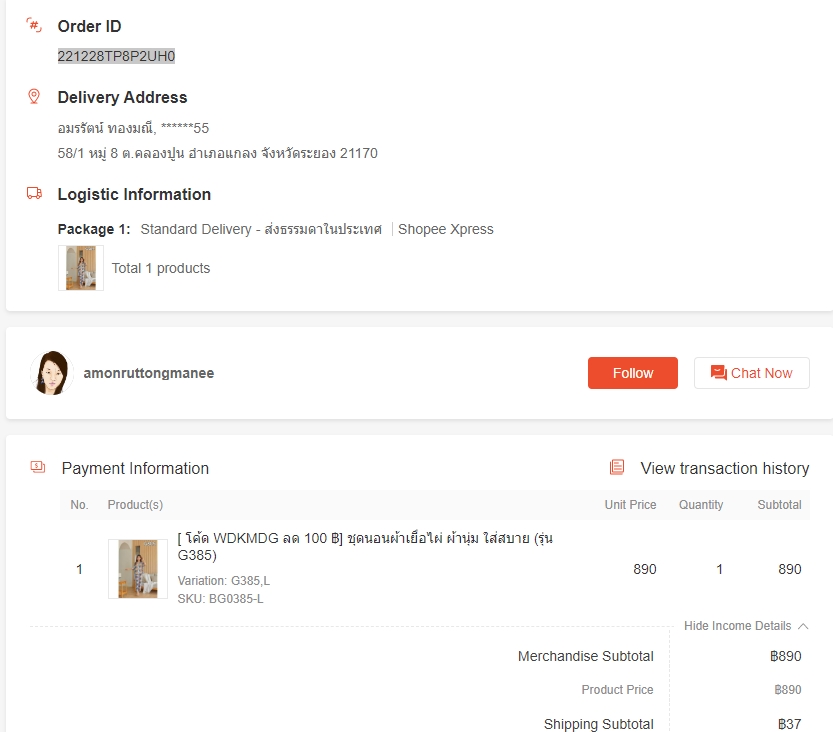 Order ID
221228TP8P2UH0
Delivery Address
อมรรัตน์ ทองมณี, ******55
58/1 หมู่ 8 ต.คลองปูน อำเภอแกลง จังหวัดระยอง 21170
Logistic Information
Package 1: Standard Delivery - ส่งธรรมดาในประเทศ | Shopee Xpress
Total 1 products
amonruttongmanee
Follow
Chat Now
Payment Information
View transaction history
No. Product(s) Unit Price Quantity Subtotal
[ โค้ด WDKMDG ลด 100 ฿] ชุดนอนผ้าเยื่อไผ่ ผ้านุ่ม ใส่สบาย (รุ่น
G385)
1 890 1 890
Variation: G385,L
SKU: BG0385-L
Hide Income Details
Merchandise Subtotal ฿890
Product Price ฿890
Shipping Subtotal ฿37